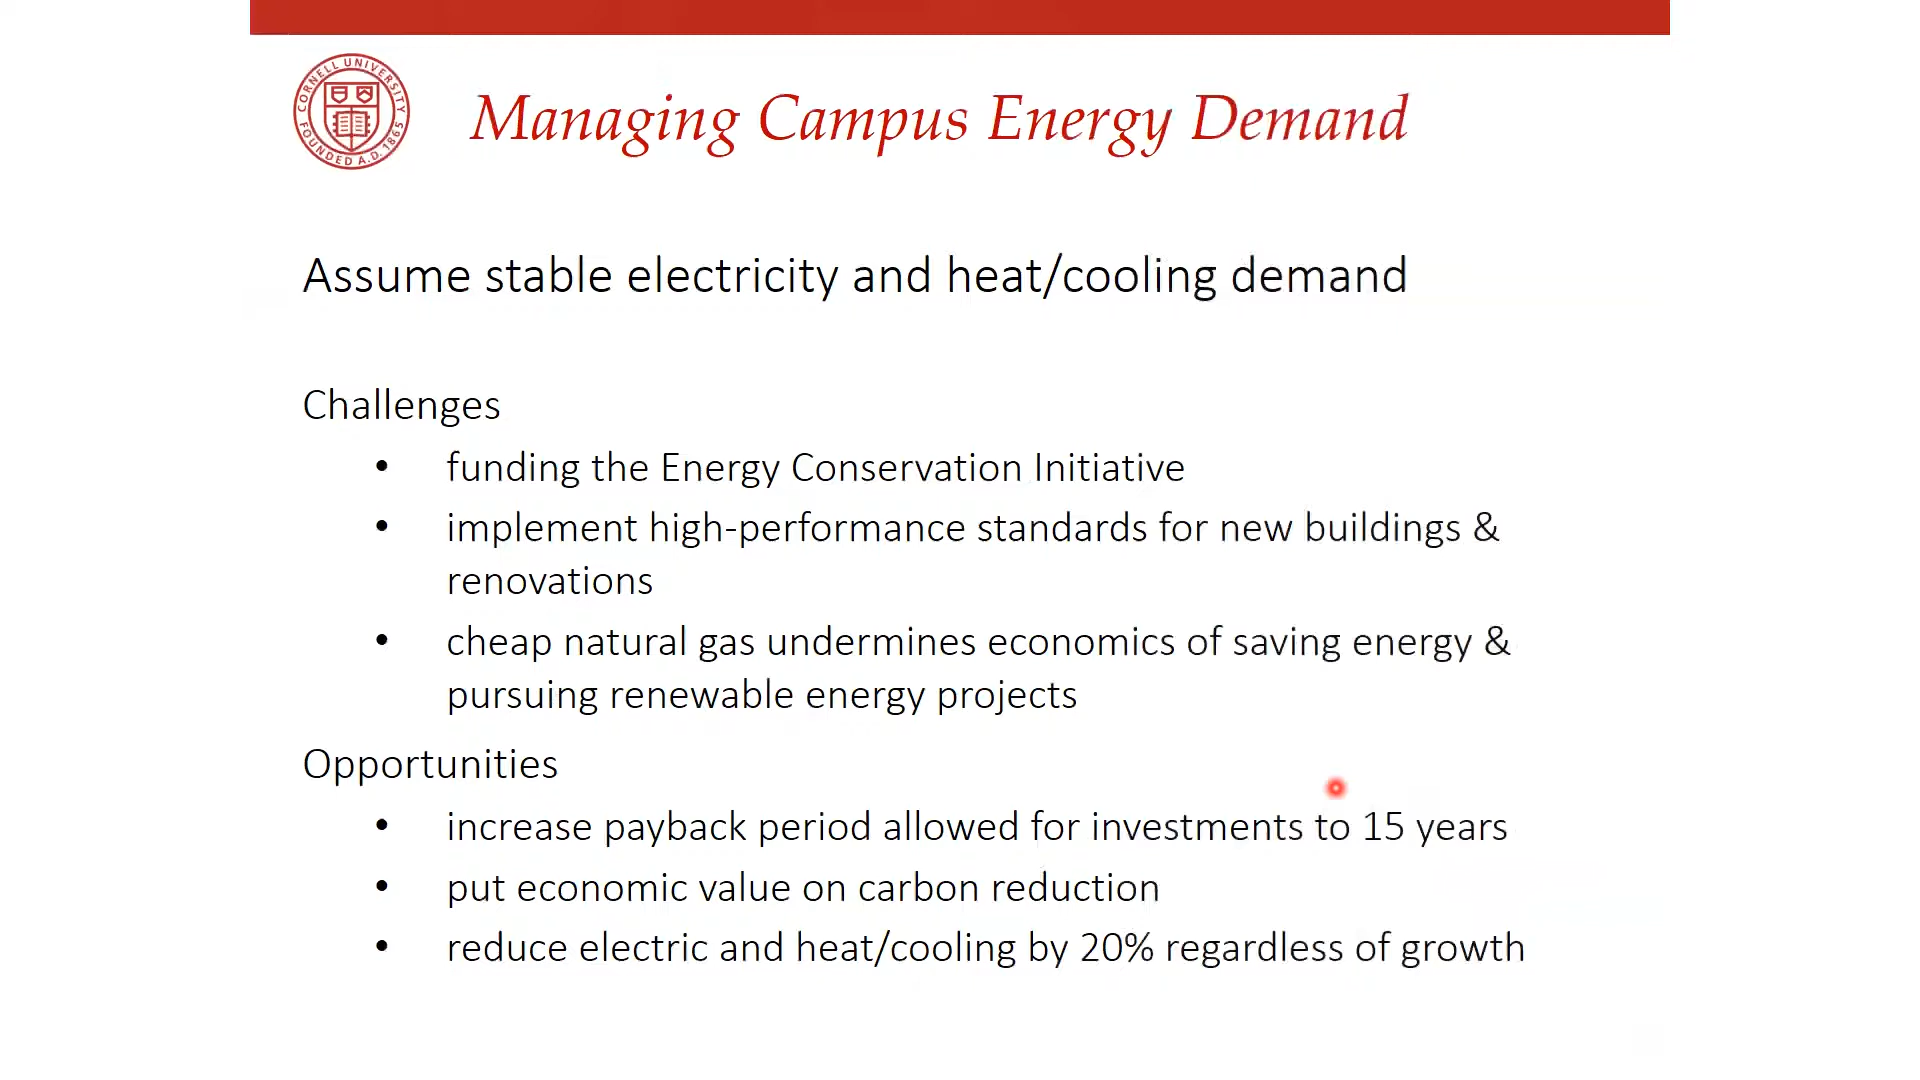 CORNELL UNIVERSITY
FOUNDED A.D. 1865
Managing Campus Energy Demand
Assume stable electricity and heat/cooling demand
Challenges
• funding the Energy Conservation Initiative
• implement high-performance standards for new buildings &
renovations
• cheap natural gas undermines economics of saving energy &
pursuing renewable energy projects
Opportunities
• increase payback period allowed for investments to 15 years
• put economic value on carbon reduction
• reduce electric and heat/cooling by 20% regardless of growth